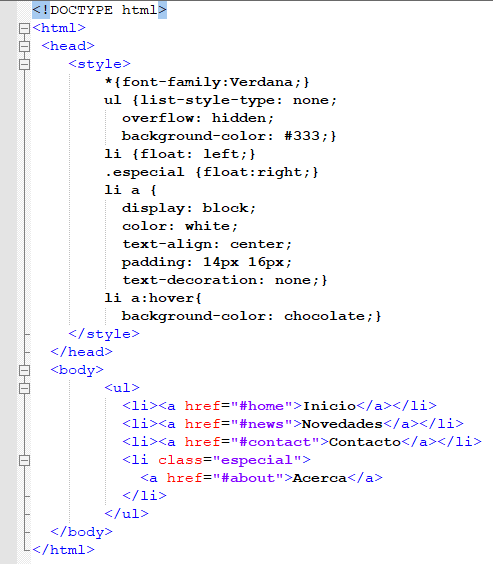 <!DOCTYPE html>
<html>
<head>
<style>
*{font-family:Verdana;}
ul {list-style-type: none;
overflow: hidden;
background-color: #333;}
li {float: left;}
.especial {float:right;}
li a {
display: block;
color: white;
text-align: center;
padding: 14px 16px;
text-decoration: none;}
li a:hover{
background-color: chocolate;}
</style>
</head>
<body>
<ul>
<li><a href="#home">Inicio</a></li>
<li><a href="#news">Novedades</a></li>
<li><a href="#contact">Contacto</a></li>
<li class="especial">
<a href="#about">Acerca</a>
</li>
</ul>
</body>
</html>